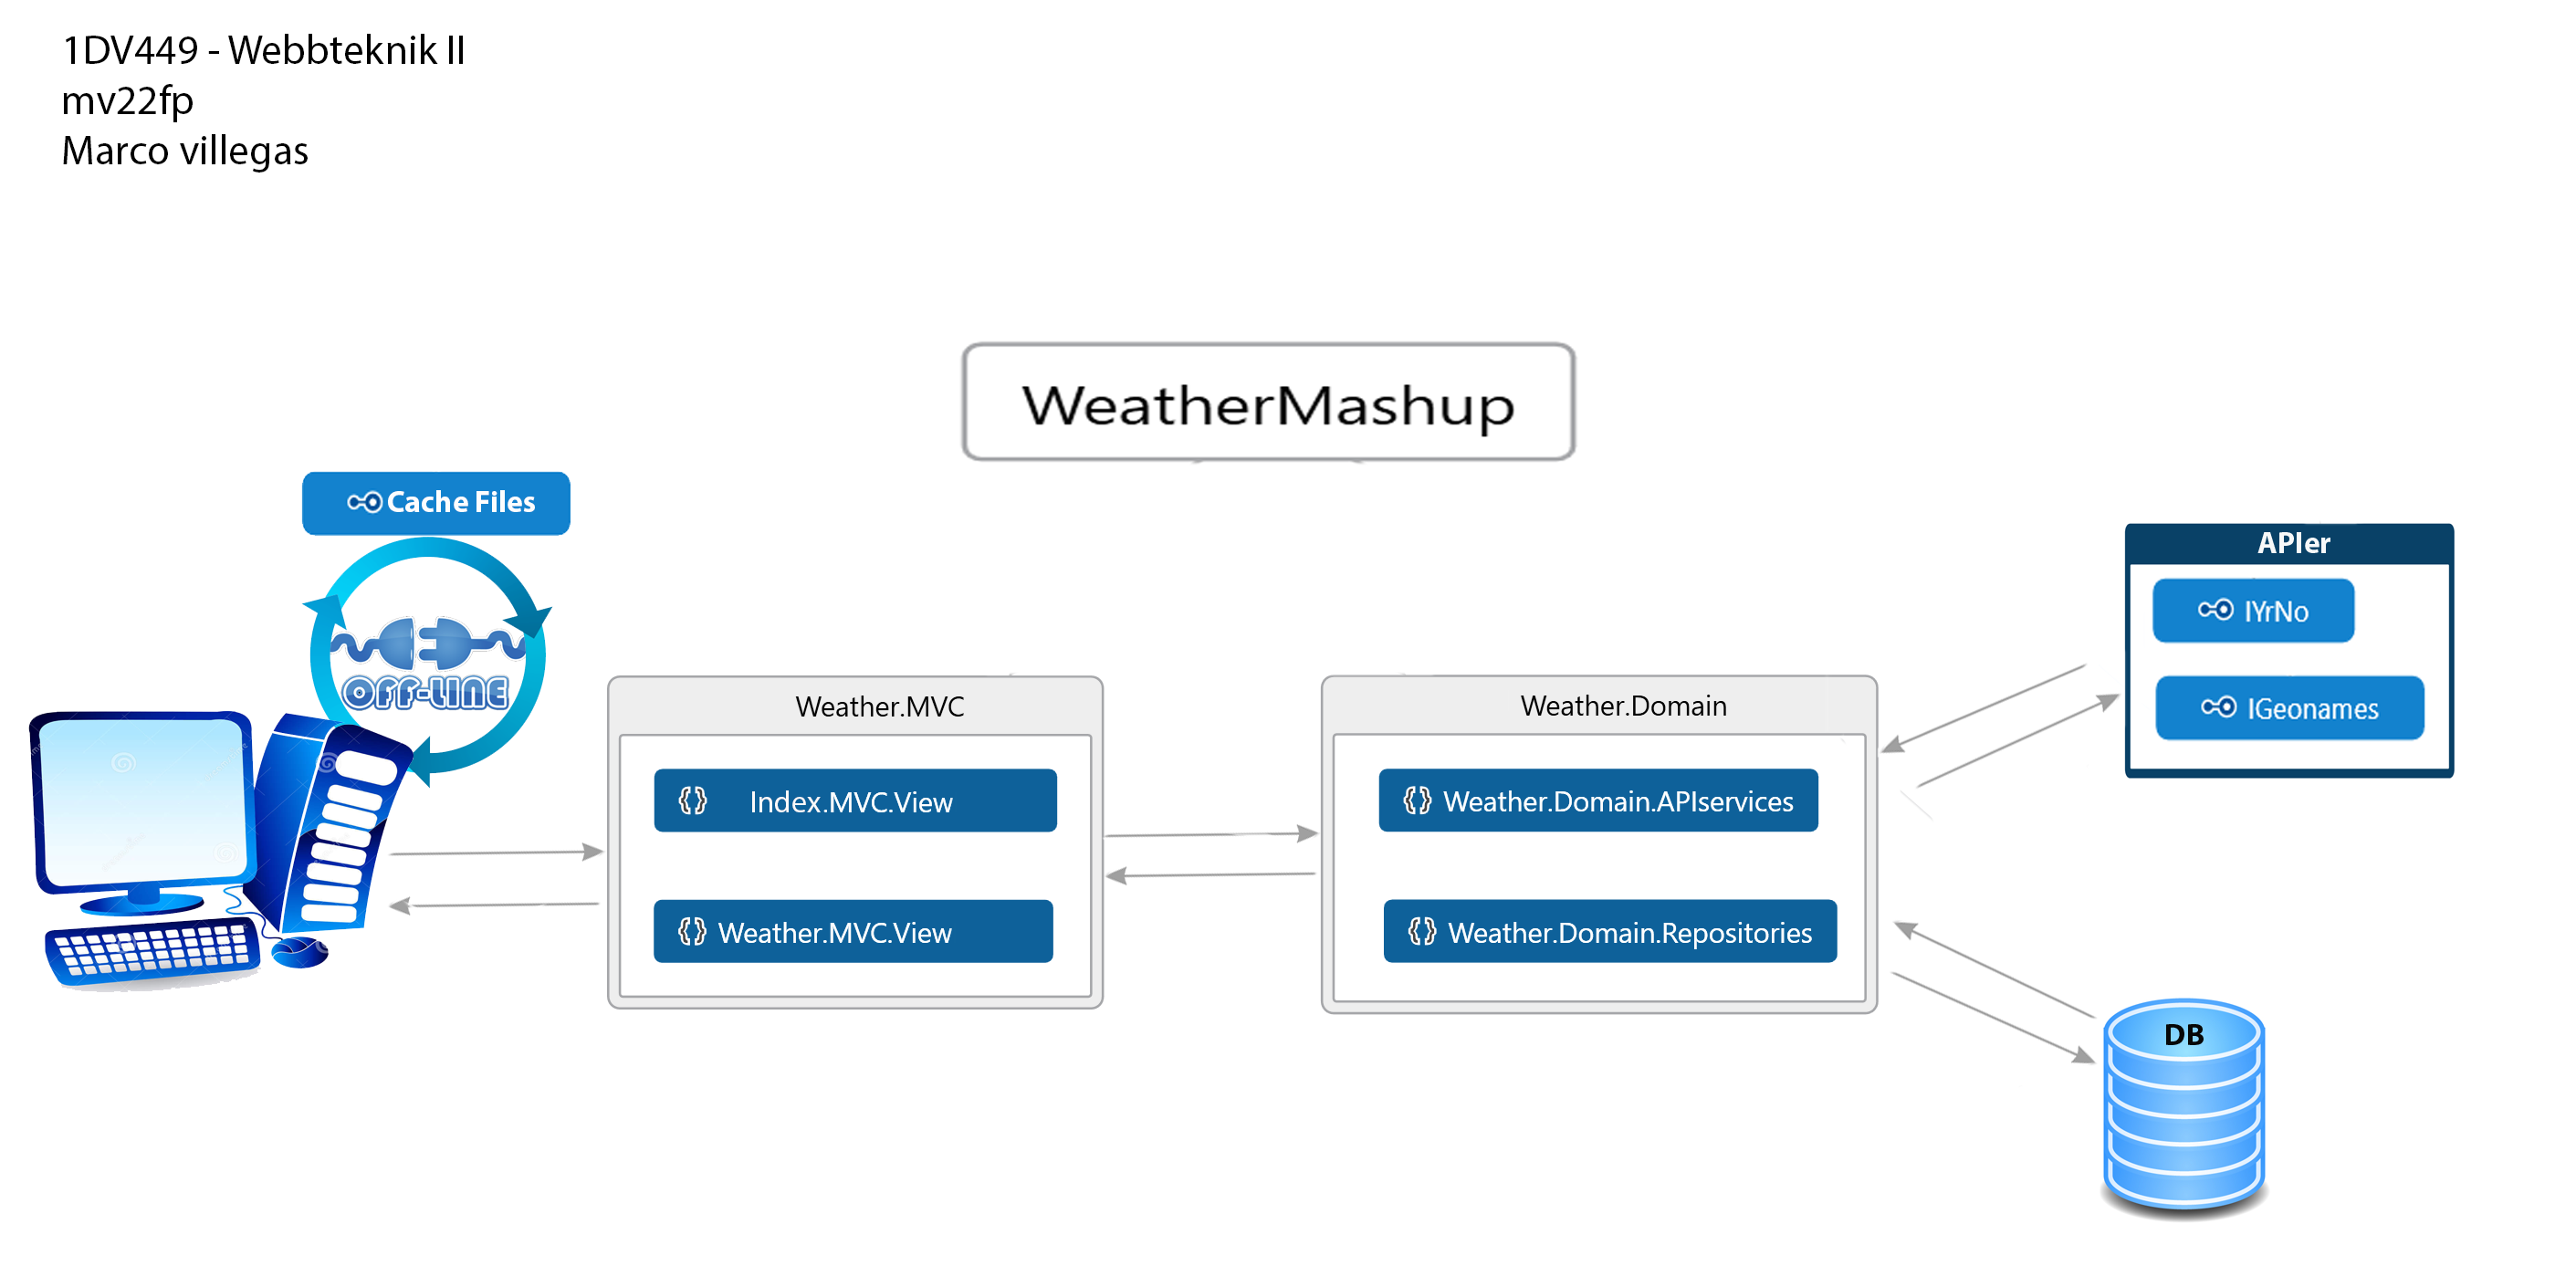 1DV449 - Webbteknik II
mv22fp
Marco villegas
WeatherMashup
Cache Files
OFF-LINE
Weather.MVC
{} Index.MVC.View
{} Weather.MVC.View
Weather.Domain
{} Weather.Domain.APIservices
{} Weather.Domain.Repositories
APIer
IYrNo
IGeonames
DB